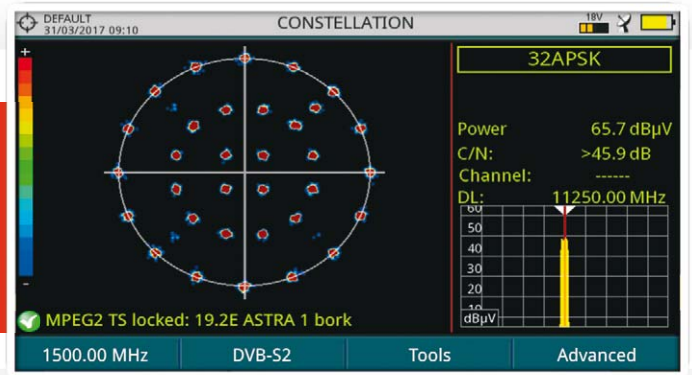 DEFAULT
31/03/2017 09:10
CONSTELLATION
18V
+
-
32APSK
Power 65.7 dBµV
C/N: >45.9 dB
Channel: ------
DL: 11250.00 MHz
60
50
40
30
20
10
dBµV
MPEG2 TS locked: 19.2E ASTRA 1 bork
1500.00 MHz DVB-S2 Tools Advanced